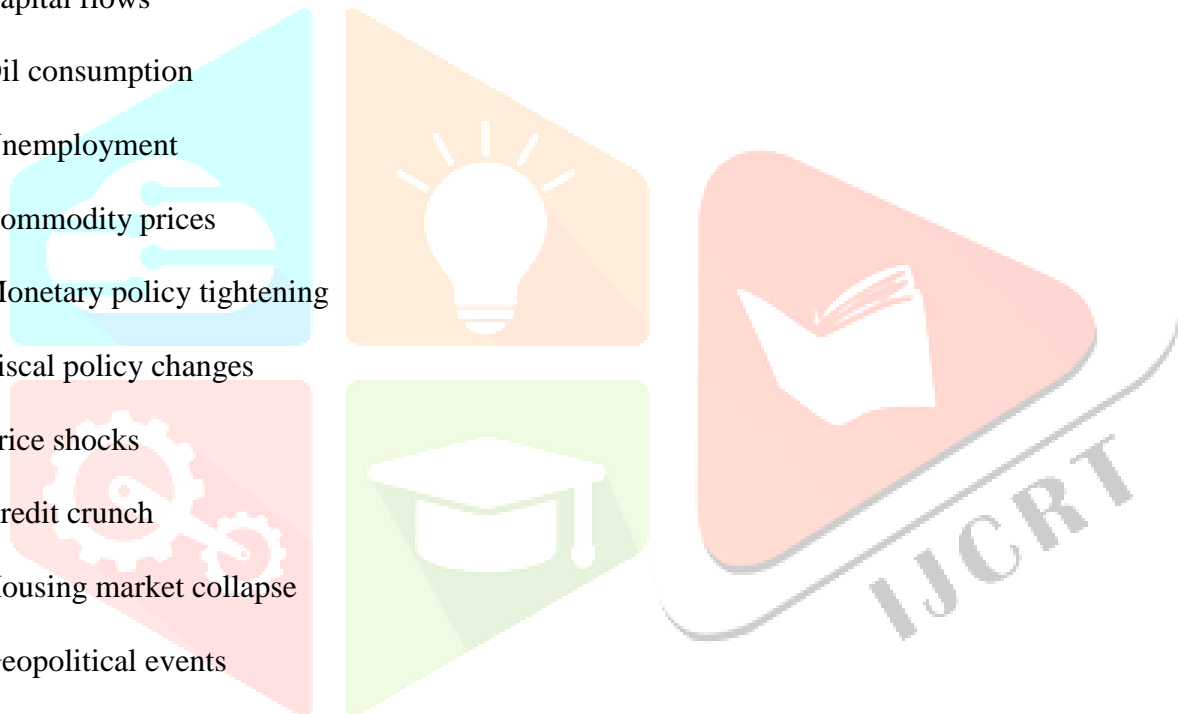 apital flows
il consumption
nemployment
ommodity prices
onetary policy tightening
iscal policy changes
rice shocks
redit crunch
ousing market collapse
eopolitical events
IJCRT